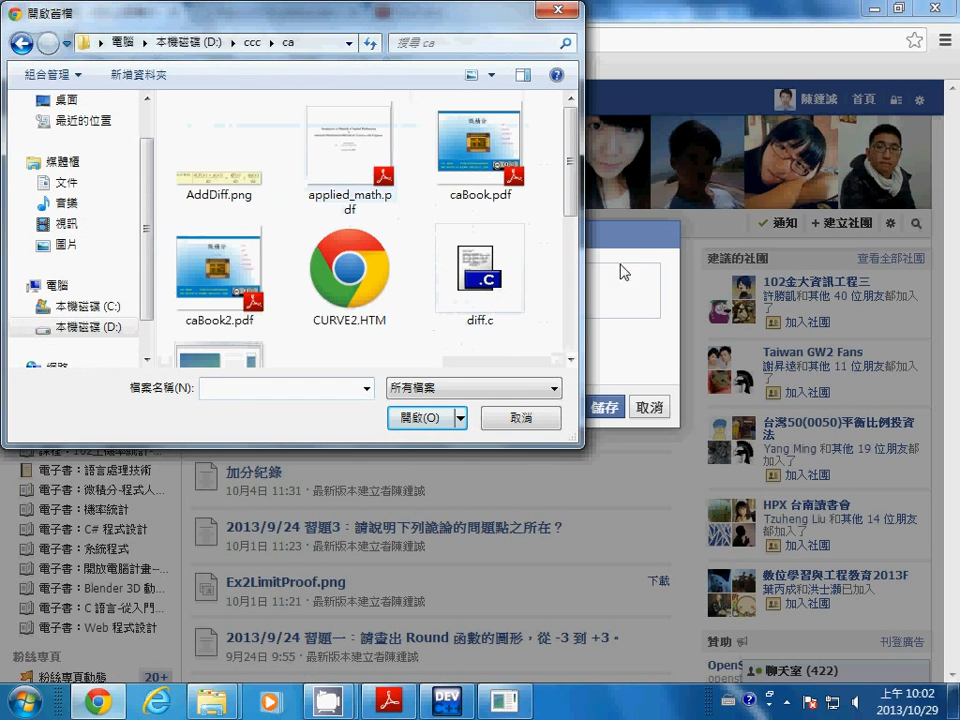 開啟舊檔
電腦 ▸ 本機磁碟 (D:) ▸ ccc ▸ ca
搜尋 ca
組合管理
新增資料夾
桌面
最近的位置
媒體櫃
文件
音樂
視訊
圖片
電腦
本機磁碟 (C:)
本機磁碟 (D:)
AddDiff.png
applied_math.p
df
caBook.pdf
caBook2.pdf
CURVE2.HTM
diff.c
檔案名稱(N):
所有檔案
開啟(O)
取消
陳鍾誠
首頁
通知
+ 建立社團
儲存
取消
建議的社團
查看全部社團
102金大資訊工程三
許勝凱和其他 40 位朋友都加入
了
加入社團
Taiwan GW2 Fans
謝昇達和其他 11 位朋友都加入
了
加入社團
台灣50(0050)平衡比例投資
法
Yang Ming 和其他 19 位朋友都
加入了
加入社團
HPX 台南讀書會
Tzuheng Liu 和其他 14 位朋友
都加入了
加入社團
數位學習與工程教育2013F
葉丙成和洪士灝已加入
加入社團
贊助
刊登廣告
聊天室 (422)
電子書：語言處理技術
電子書：微積分-程式人...
電子書：機率統計
電子書：C# 程式設計
電子書：系統程式
電子書：開放電腦計畫--...
電子書：Blender 3D 動...
電子書：C 語言-從入門...
電子書：Web 程式設計
粉絲專頁
粉絲專頁動態
20+
加分紀錄
10月4日 11:31 · 最新版本建立者陳鍾誠
2013/9/24 習題3：請說明下列詭論的問題點之所在？
10月1日 11:23 · 最新版本建立者陳鍾誠
Ex2LimitProof.png
下載
10月1日 11:21 · 最新版本建立者陳鍾誠
2013/9/24 習題一：請畫出 Round 函數的圖形，從 -3 到 +3。
9月24日 9:55 · 最新版本建立者陳鍾誠
上午 10:02
2013/10/29